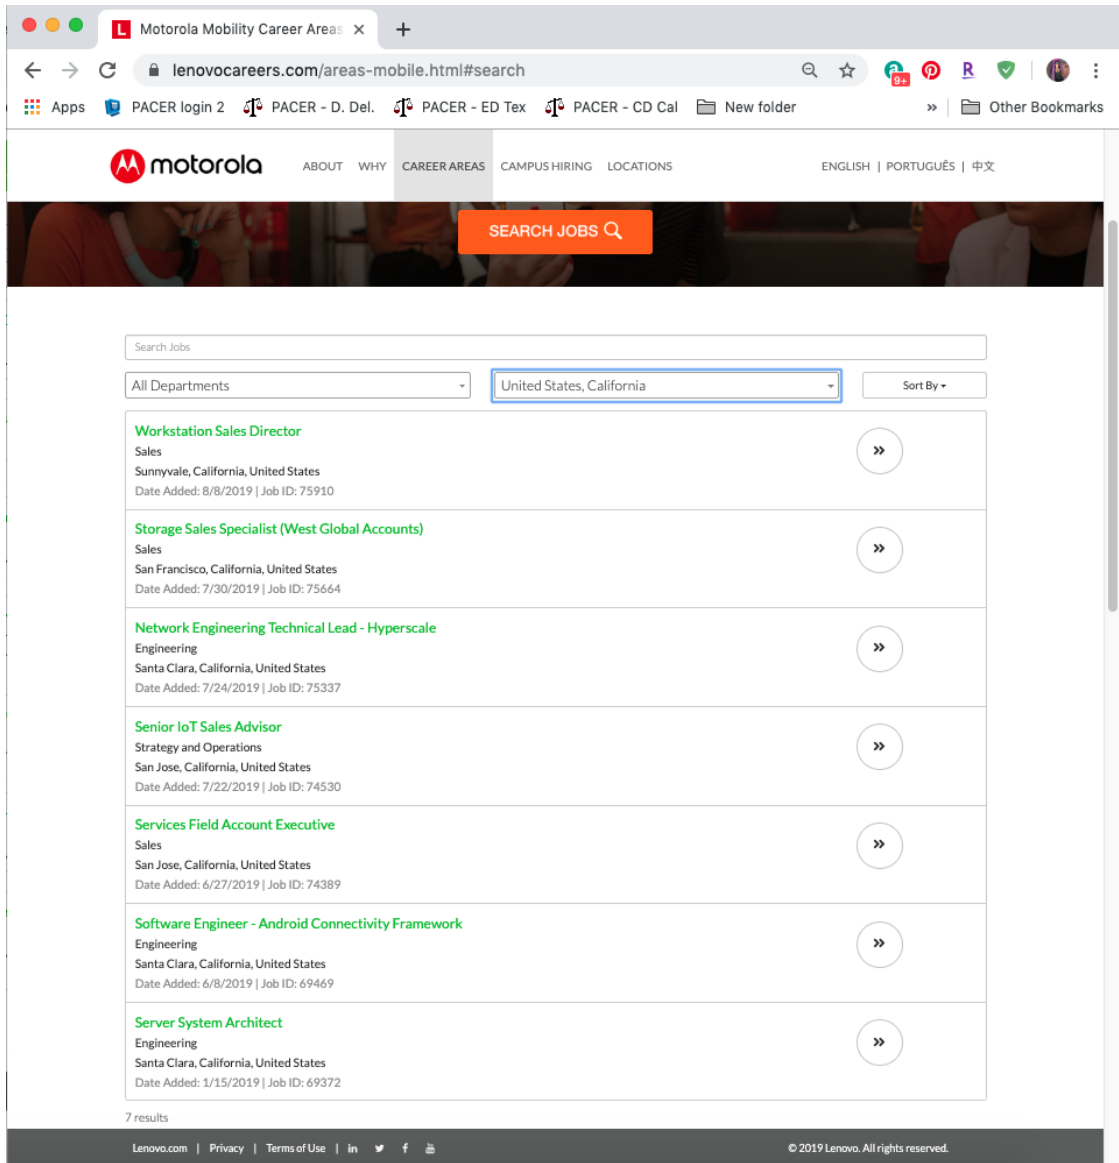 L Motorola Mobility Career Areas × +
lenovocareers.com/areas-mobile.html#search
9+
R
Apps PACER login 2 PACER - D. Del. PACER - ED Tex PACER - CD Cal New folder » Other Bookmarks
motorola ABOUT WHY CAREER AREAS CAMPUS HIRING LOCATIONS ENGLISH | PORTUGUÊS | 中文
SEARCH JOBS
Search Jobs
All Departments United States, California Sort By
Workstation Sales Director
Sales
Sunnyvale, California, United States
Date Added: 8/8/2019 | Job ID: 75910
Storage Sales Specialist (West Global Accounts)
Sales
San Francisco, California, United States
Date Added: 7/30/2019 | Job ID: 75664
Network Engineering Technical Lead - Hyperscale
Engineering
Santa Clara, California, United States
Date Added: 7/24/2019 | Job ID: 75337
Senior IoT Sales Advisor
Strategy and Operations
San Jose, California, United States
Date Added: 7/22/2019 | Job ID: 74530
Services Field Account Executive
Sales
San Jose, California, United States
Date Added: 6/27/2019 | Job ID: 74389
Software Engineer - Android Connectivity Framework
Engineering
Santa Clara, California, United States
Date Added: 6/8/2019 | Job ID: 69469
Server System Architect
Engineering
Santa Clara, California, United States
Date Added: 1/15/2019 | Job ID: 69372
7 results
Lenovo.com | Privacy | Terms of Use | in f © 2019 Lenovo. All rights reserved.